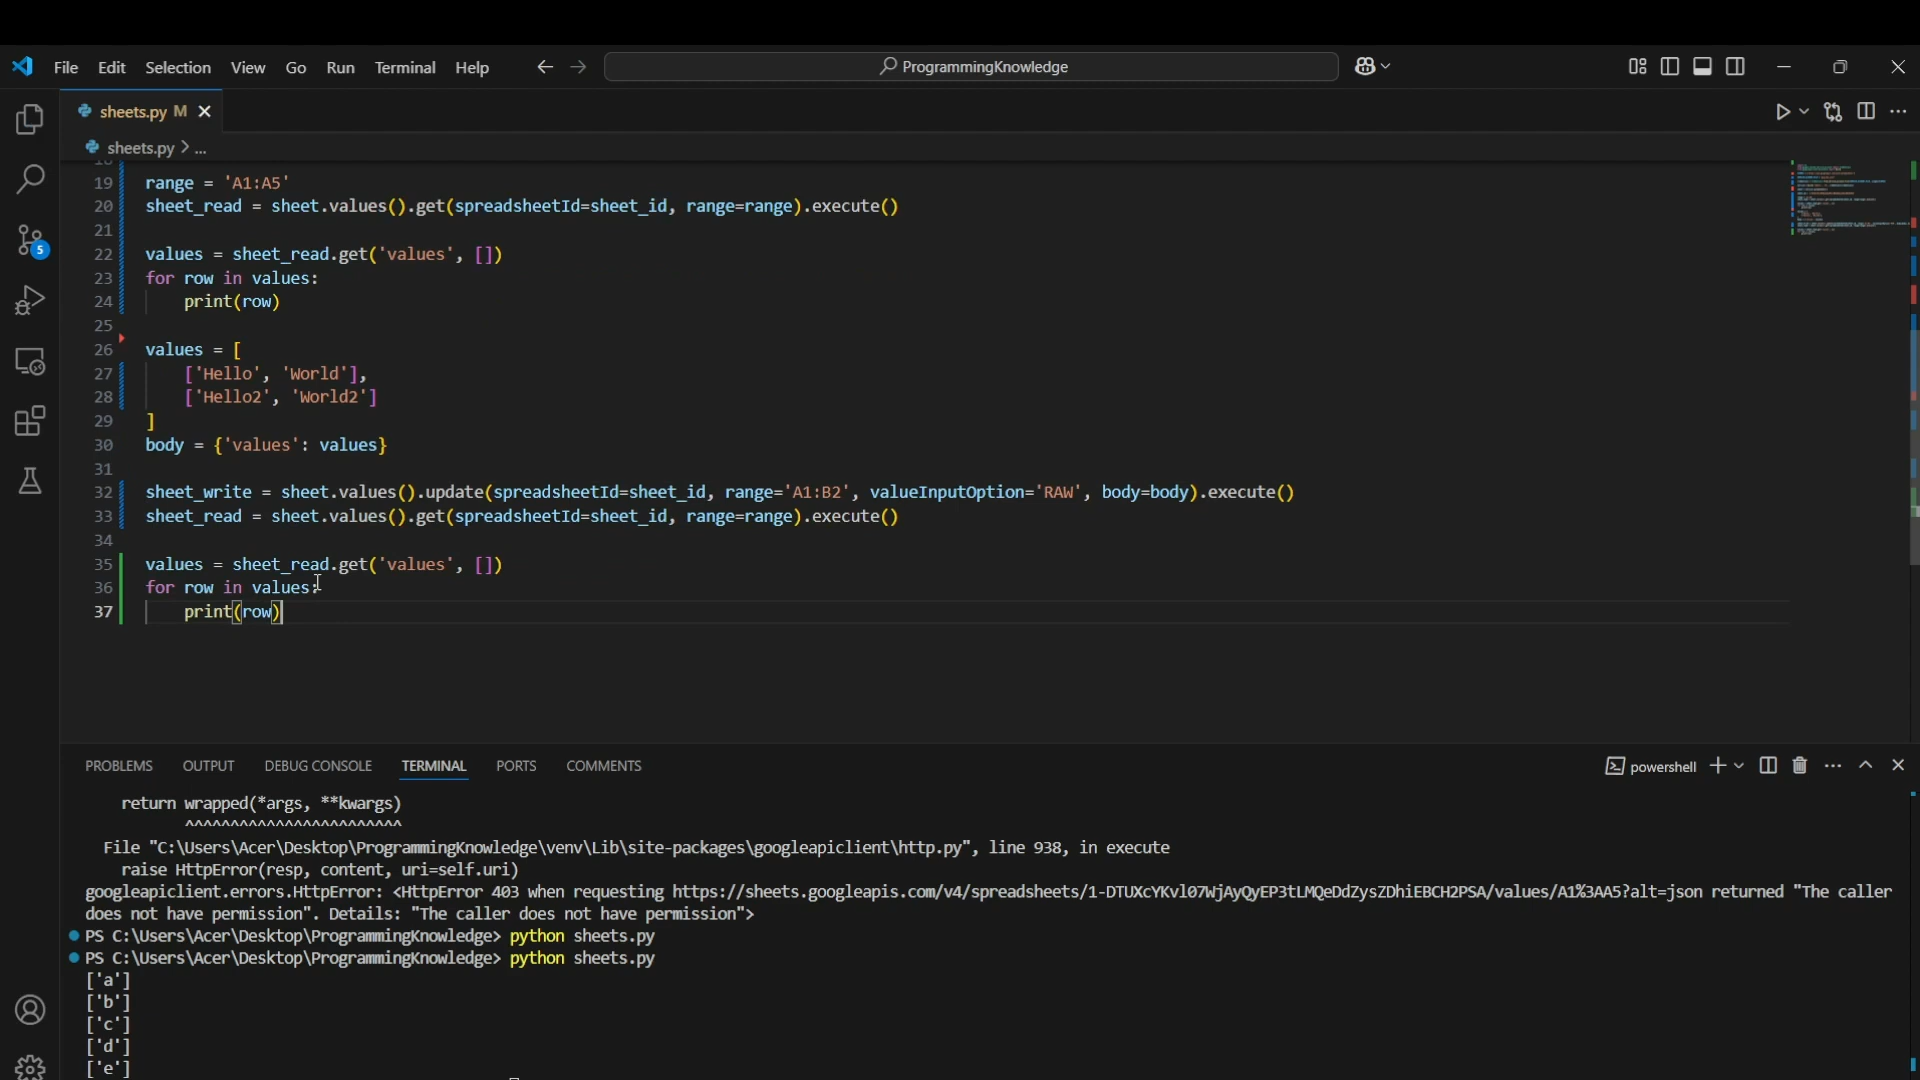 File Edit Selection View Go Run Terminal Help
ProgrammingKnowledge
sheets.py M
sheets.py > ...
19 range = 'A1:A5'
20 sheet_read = sheet.values().get(spreadsheetId=sheet_id, range=range).execute()
21
22 values = sheet_read.get('values', [])
23 for row in values:
24     print(row)
25
26 values = [
27     ['Hello', 'World'],
28     ['Hello2', 'World2']
29 ]
30 body = {'values': values}
31
32 sheet_write = sheet.values().update(spreadsheetId=sheet_id, range='A1:B2', valueInputOption='RAW', body=body).execute()
33 sheet_read = sheet.values().get(spreadsheetId=sheet_id, range=range).execute()
34
35 values = sheet_read.get('values', [])
36 for row in values:
37     print(row)
5
PROBLEMS OUTPUT DEBUG CONSOLE TERMINAL PORTS COMMENTS
powershell
return wrapped(*args, **kwargs)
^^^^^^^^^^^^^^^^^^^^^^^^
File "C:\Users\Acer\Desktop\ProgrammingKnowledge\venv\Lib\site-packages\googleapiclient\http.py", line 938, in execute
raise HttpError(resp, content, uri=self.uri)
googleapiclient.errors.HttpError: <HttpError 403 when requesting https://sheets.googleapis.com/v4/spreadsheets/1-DTUXcYKvl07WjAyQyEP3tLMQeDdZysZDhiEBCH2PSA/values/A1%3AA5?alt=json returned "The caller
does not have permission". Details: "The caller does not have permission">
PS C:\Users\Acer\Desktop\ProgrammingKnowledge> python sheets.py
PS C:\Users\Acer\Desktop\ProgrammingKnowledge> python sheets.py
['a']
['b']
['c']
['d']
['e']